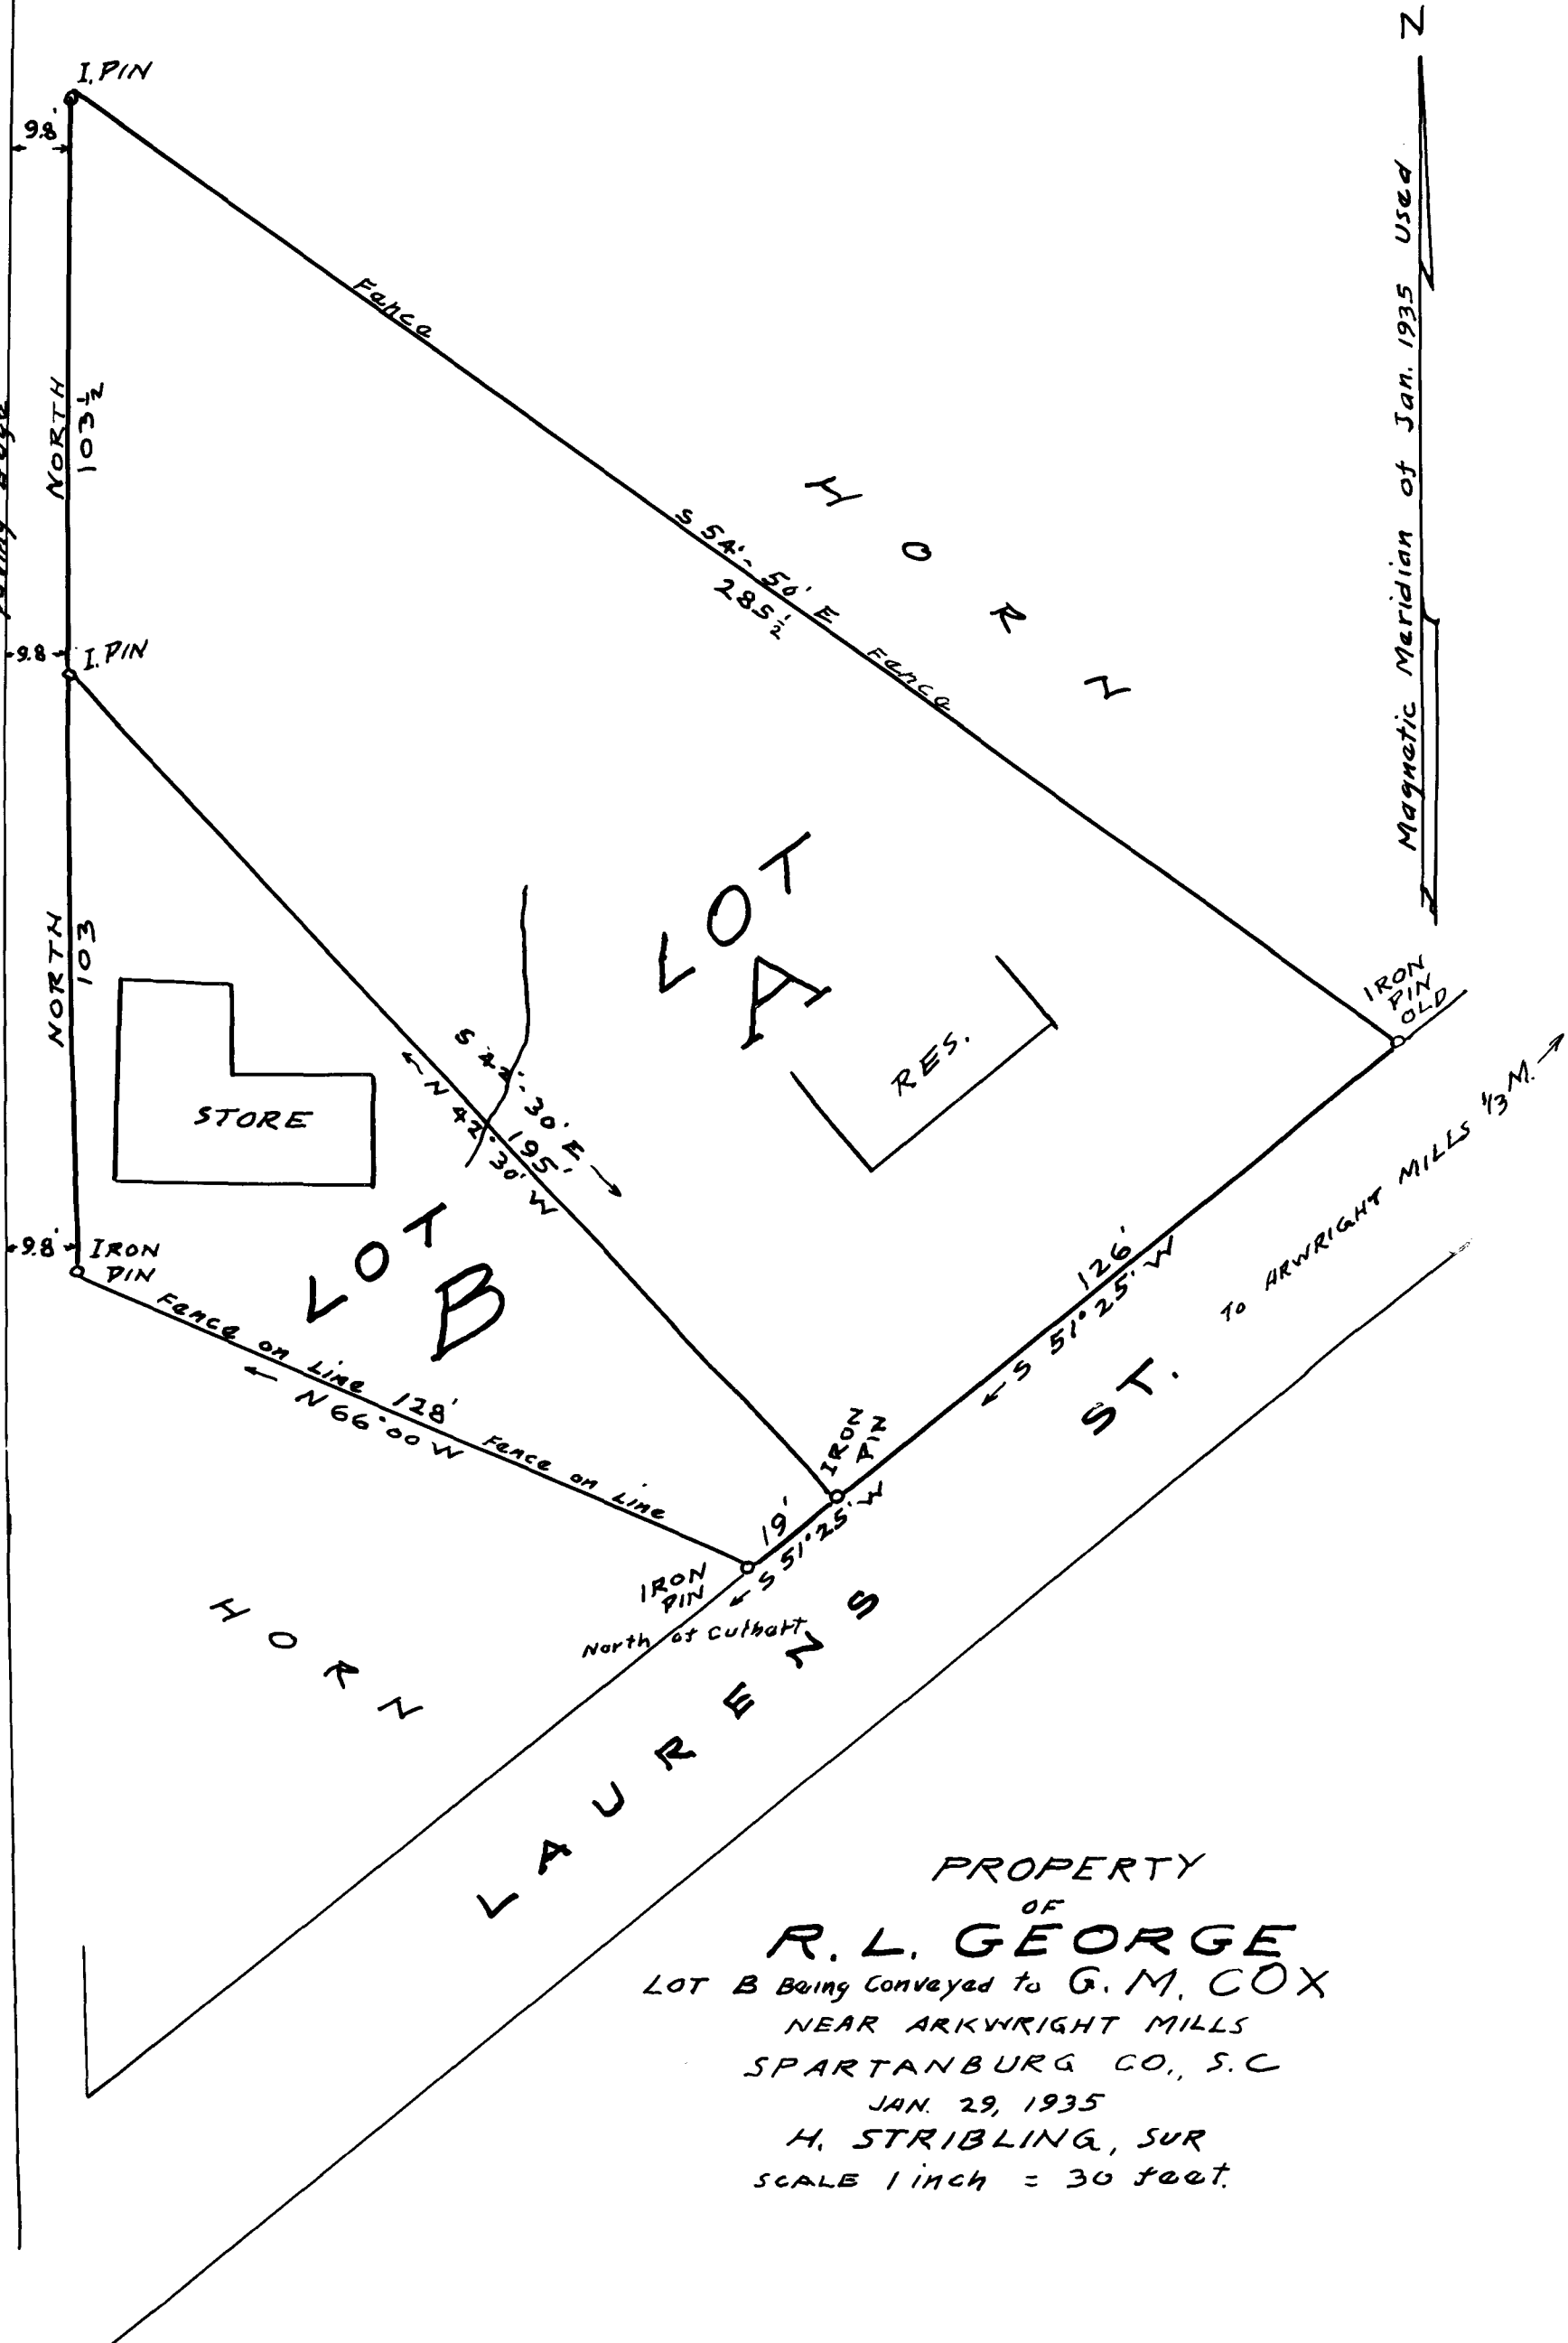 N
Magnetic Meridian of Jan. 1935 Used
I. PIN
9.8'
Fence
NORTH
103½
HORN
S 54°-50' E
285½
Fence
9.8
I. PIN
NORTH
103
LOT
A
IRON
PIN
OLD
RES.
STORE
S 42°-30' E
195'
N 42°-30' W
TO ARWRIGHT MILLS 1/3 M.
LOT
B
9.8'
IRON
PIN
126'
S 51°25' W
Fence on Line 128' Fence on Line
N 66°00 W
IRON
PIN
19'
S 51°25' W
IRON
PIN
North of Culbart
HORN
LAURENS ST.
PROPERTY
OF
R. L. GEORGE
LOT B Being Conveyed to G. M. COX
NEAR ARKWRIGHT MILLS
SPARTANBURG CO., S.C
JAN. 29, 1935
H. STRIBLING, SUR
SCALE 1 inch = 30 feet.